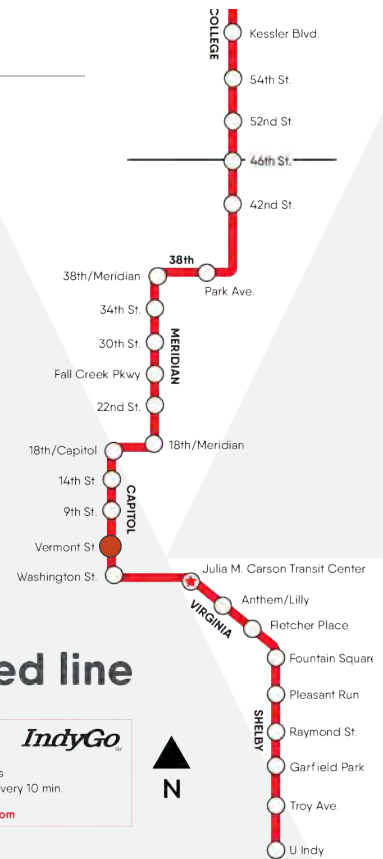 COLLEGE
Kessler Blvd.
54th St.
52nd St.
46th St.
42nd St.
38th
38th/Meridian
Park Ave.
34th St.
30th St.
MERIDIAN
Fall Creek Pkwy
22nd St.
18th/Capitol
18th/Meridian
14th St.
CAPITOL
9th St.
Vermont St.
Washington St.
Julia M. Carson Transit Center
Anthem/Lilly
VIRGINIA
Fletcher Place
Fountain Square
ed line
Pleasant Run
SHELBY
Raymond St.
IndyGo
Garfield Park
s
very 10 min.
N
Troy Ave.
om
U Indy